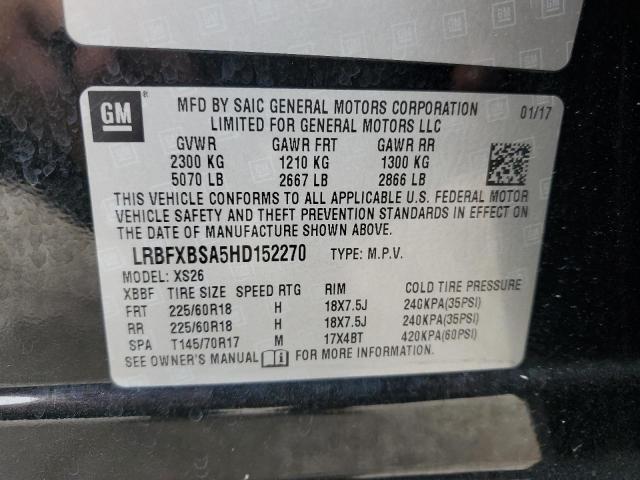 GM
MFD BY SAIC GENERAL MOTORS CORPORATION 01/17
LIMITED FOR GENERAL MOTORS LLC
GVWR GAWR FRT GAWR RR
2300 KG 1210 KG 1300 KG
5070 LB 2667 LB 2866 LB
THIS VEHICLE CONFORMS TO ALL APPLICABLE U.S. FEDERAL MOTOR
VEHICLE SAFETY AND THEFT PREVENTION STANDARDS IN EFFECT ON
THE DATE OF MANUFACTURE SHOWN ABOVE.
LRBFXBSA5HD152270 TYPE: M.P.V.
MODEL: XS26
XBBF TIRE SIZE SPEED RTG RIM COLD TIRE PRESSURE
FRT 225/60R18 H 18X7.5J 240KPA(35PSI)
RR 225/60R18 H 18X7.5J 240KPA(35PSI)
SPA T145/70R17 M 17X4BT 420KPA(60PSI)
SEE OWNER'S MANUAL FOR MORE INFORMATION.